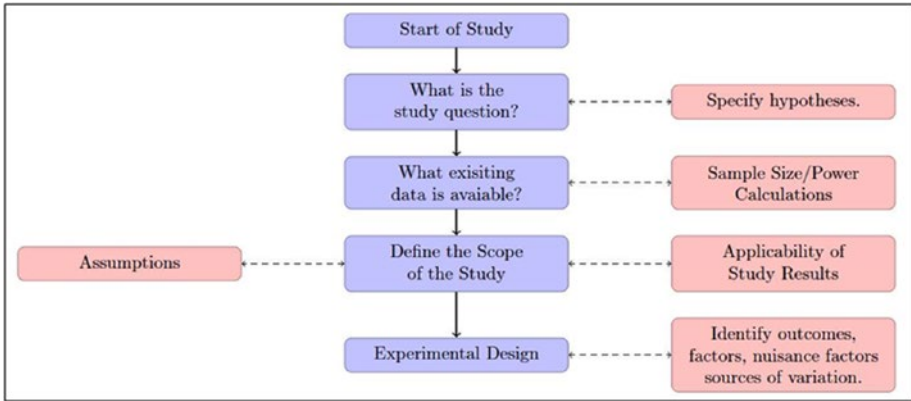 Start of Study
What is the
study question?
Specify hypotheses.
What exisiting
data is avaiable?
Sample Size/Power
Calculations
Assumptions
Define the Scope
of the Study
Applicability of
Study Results
Experimental Design
Identify outcomes,
factors, nuisance factors
sources of variation.